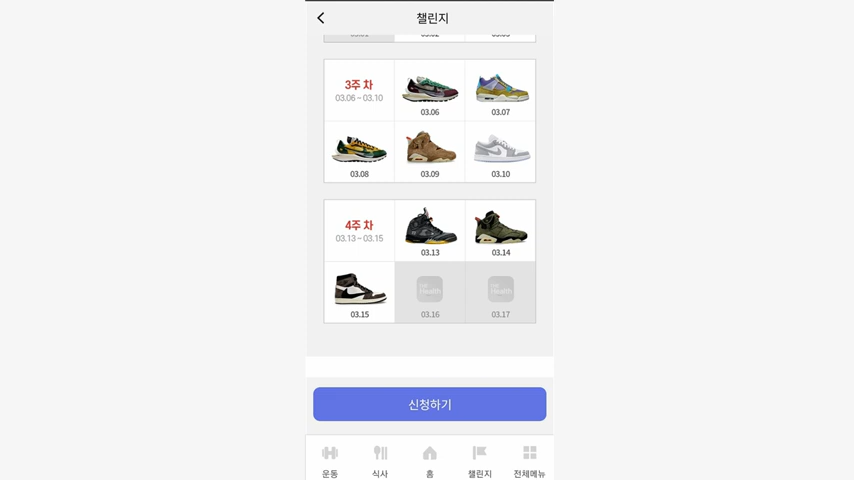 챌린지
3주 차
03.06 ~ 03.10
03.06
03.07
03.08
03.09
03.10
4주 차
03.13 ~ 03.15
03.13
03.14
03.15
Health
03.16
Health
03.17
신청하기
운동
식사
홈
챌린지
전체메뉴